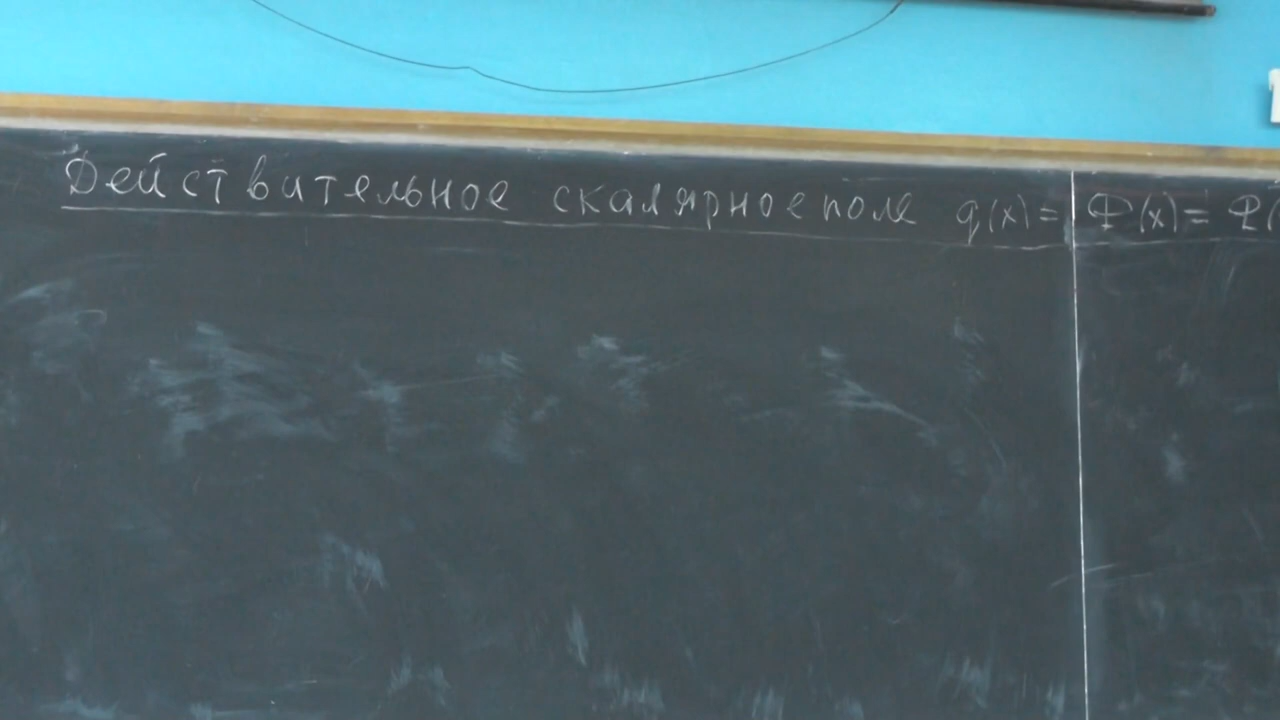 Действительное скалярное поле q(x) = Φ(x) = Φ(